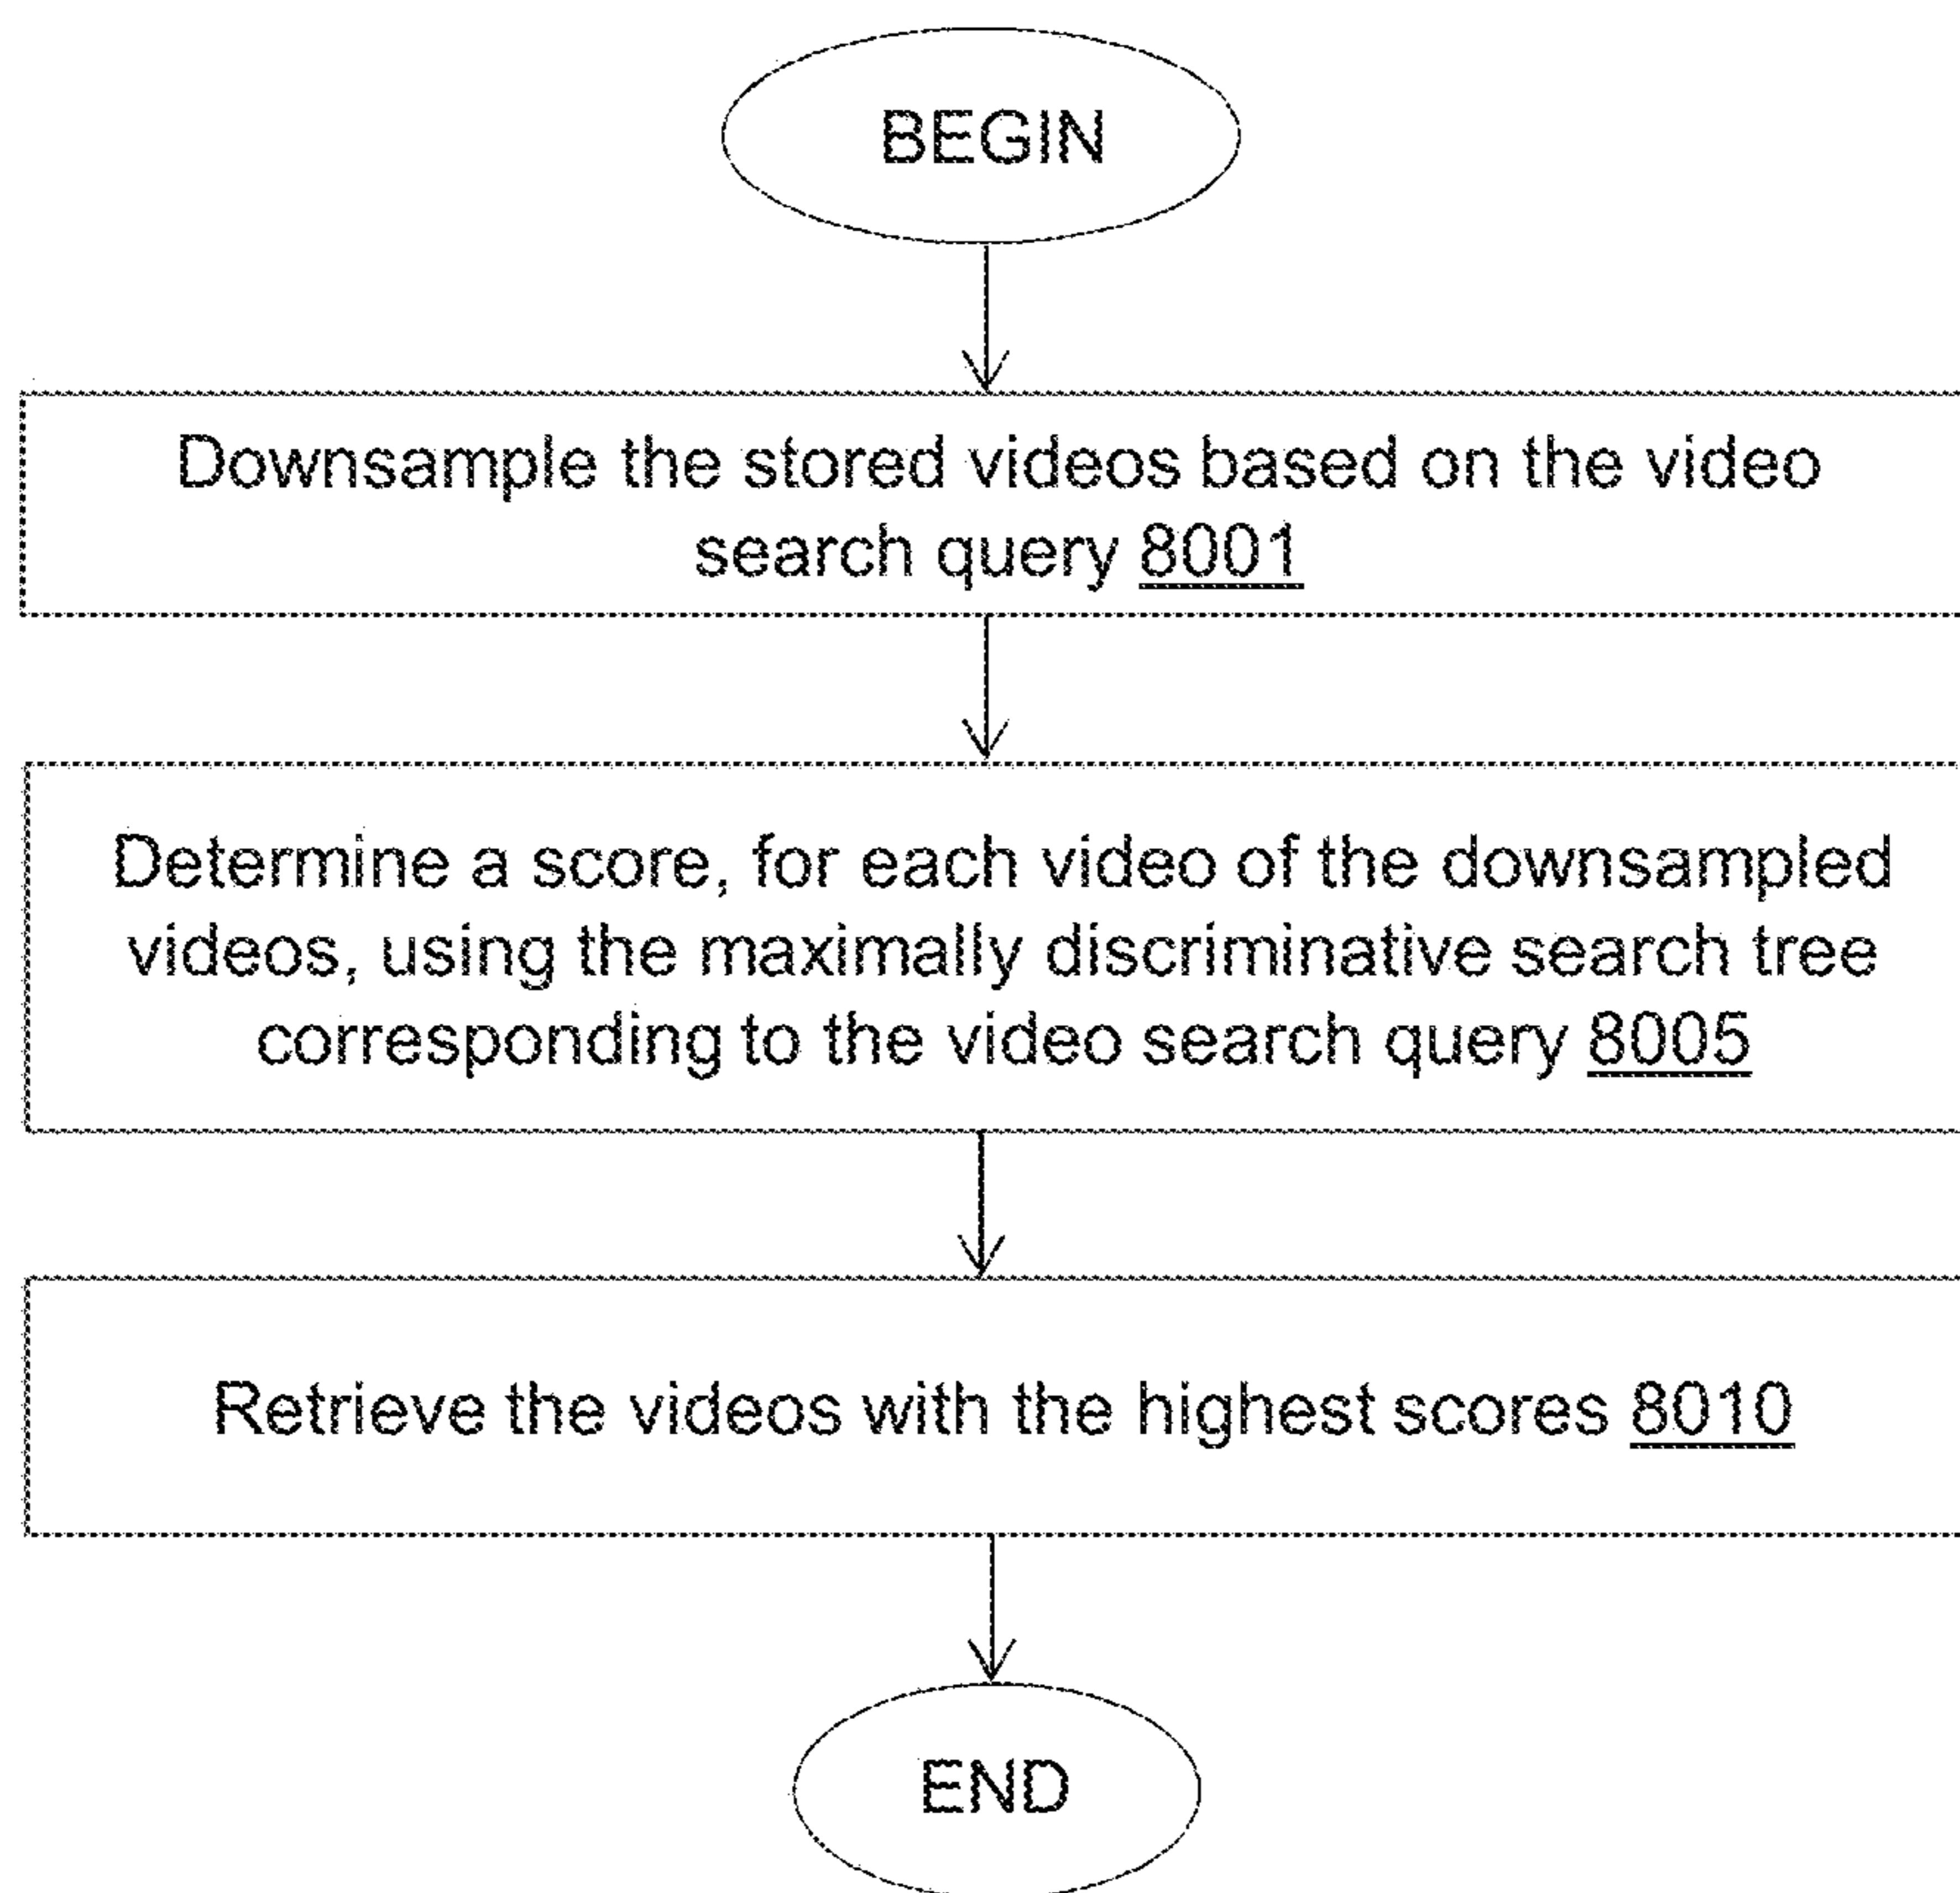 BEGIN
Downsample the stored videos based on the video
search query 8001
Determine a score, for each video of the downsampled
videos, using the maximally discriminative search tree
corresponding to the video search query 8005
Retrieve the videos with the highest scores 8010
END